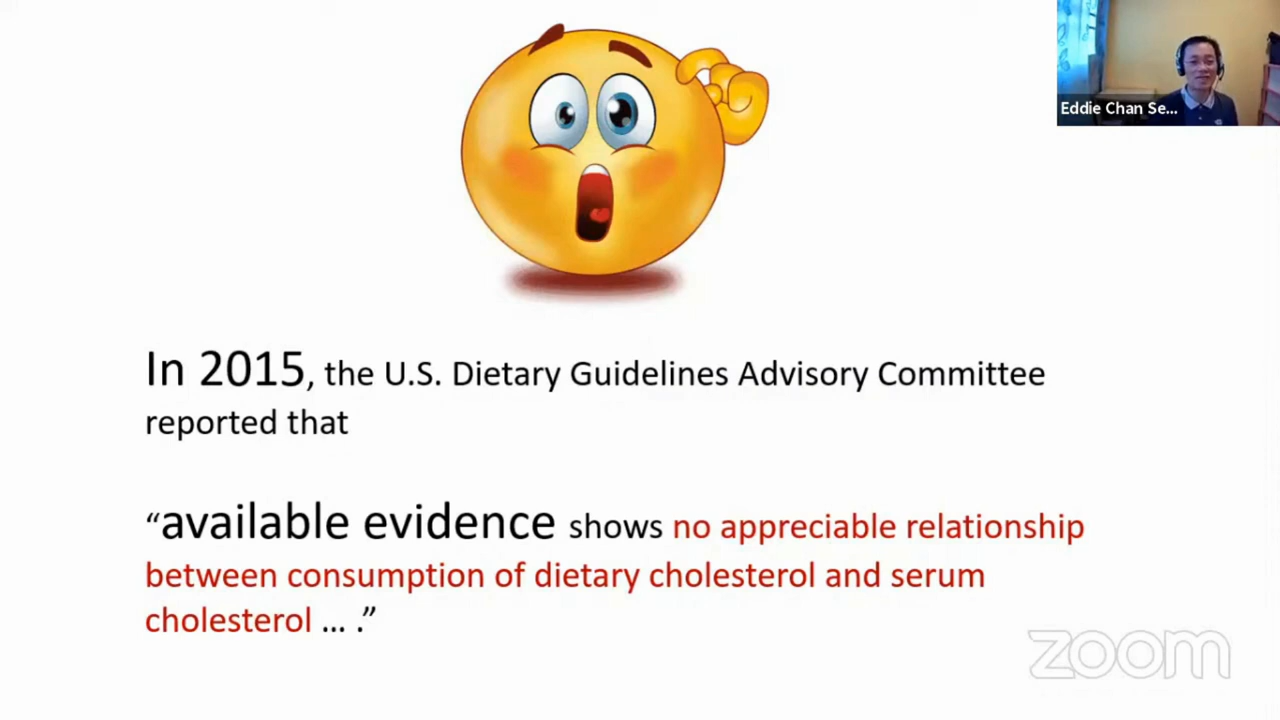 Eddie Chan Se...
In 2015, the U.S. Dietary Guidelines Advisory Committee
reported that
“available evidence shows no appreciable relationship
between consumption of dietary cholesterol and serum
cholesterol ... .”
zoom